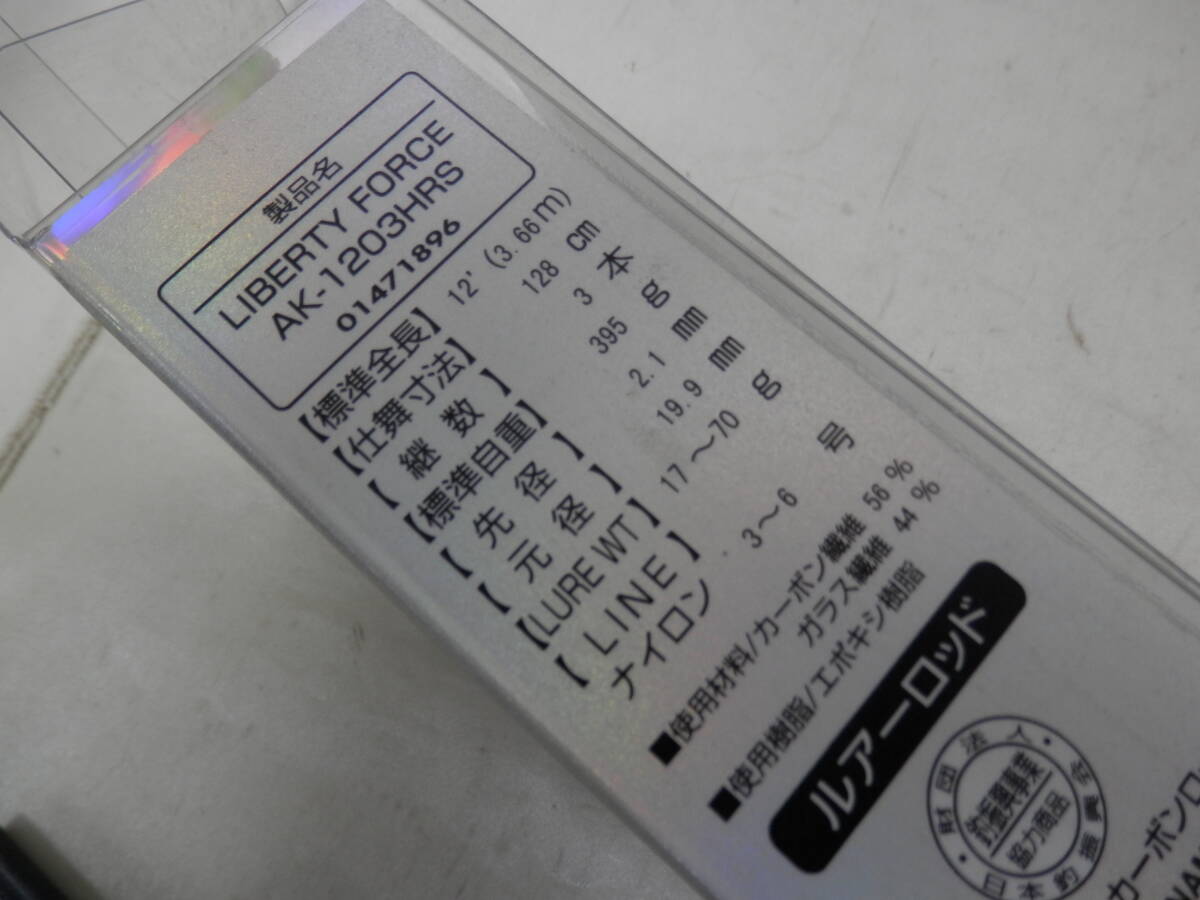 製品名
LIBERTY FORCE
AK-1203HRS
01471896
【標準全長】 12' (3.66m)
【仕舞寸法】 128 cm
【 継 数 】 3 本
【標準自重】 395 g
【 先 径 】 2.1 mm
【 元 径 】 19.9 mm
【LURE WT】 17～70 g
【 LINE 】
ナイロン 3～6 号
■使用材料/カーボン繊維 56 %
ガラス繊維 44 %
■使用樹脂/エポキシ樹脂
ルアーロッド
財団法人
日本釣振興会
釣振興事業
協力商品
カーボンロ